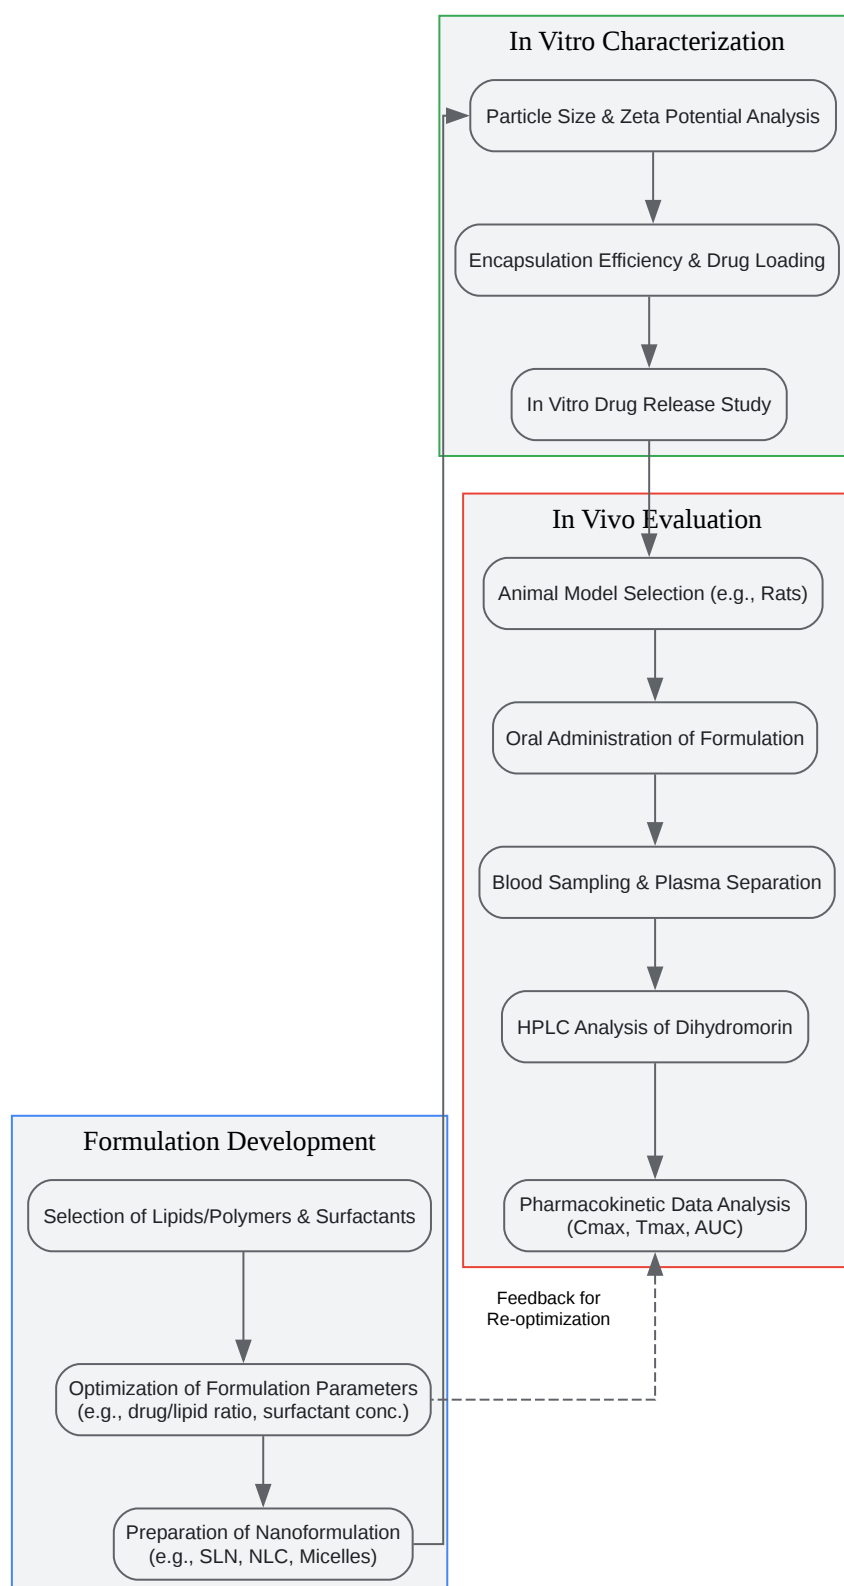 In Vitro Characterization
Particle Size & Zeta Potential Analysis
Encapsulation Efficiency & Drug Loading
In Vitro Drug Release Study
In Vivo Evaluation
Animal Model Selection (e.g., Rats)
Oral Administration of Formulation
Blood Sampling & Plasma Separation
HPLC Analysis of Dihydromorin
Pharmacokinetic Data Analysis
(Cmax, Tmax, AUC)
Feedback for
Re-optimization
Formulation Development
Selection of Lipids/Polymers & Surfactants
Optimization of Formulation Parameters
(e.g., drug/lipid ratio, surfactant conc.)
Preparation of Nanoformulation
(e.g., SLN, NLC, Micelles)